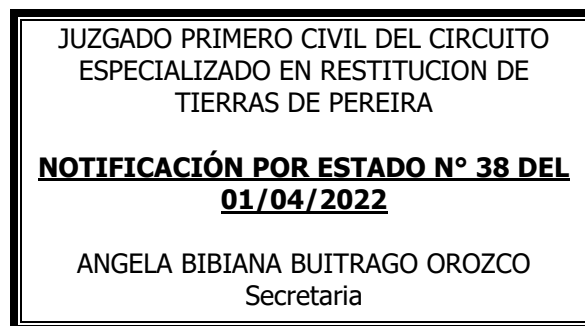 JUZGADO PRIMERO CIVIL DEL CIRCUITO
ESPECIALIZADO EN RESTITUCION DE
TIERRAS DE PEREIRA
NOTIFICACIÓN POR ESTADO N° 38 DEL
01/04/2022
ANGELA BIBIANA BUITRAGO OROZCO
Secretaria